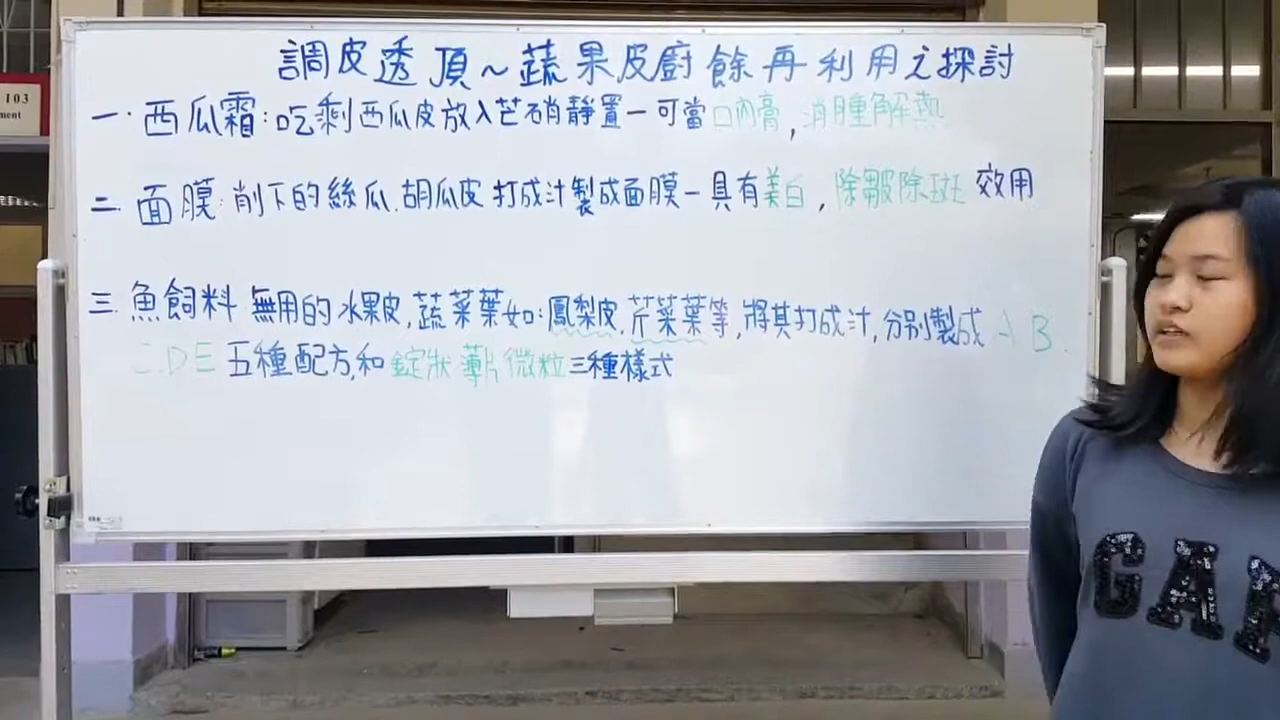 調皮透頂~蔬果皮廚餘再利用之探討
一.西瓜霜:吃剩西瓜皮放入芒硝靜置-可當口內膏,消腫解熱
二.面膜:削下的絲瓜.胡瓜皮打成汁製成面膜-具有美白,除皺除斑效用
三.魚飼料 無用的水果皮,蔬菜葉如:鳳梨皮.芹菜葉等,將其打成汁,分別製成A.B.
C.DE五種配方,和錠狀藥片微粒三種樣式
103
ment
GAP